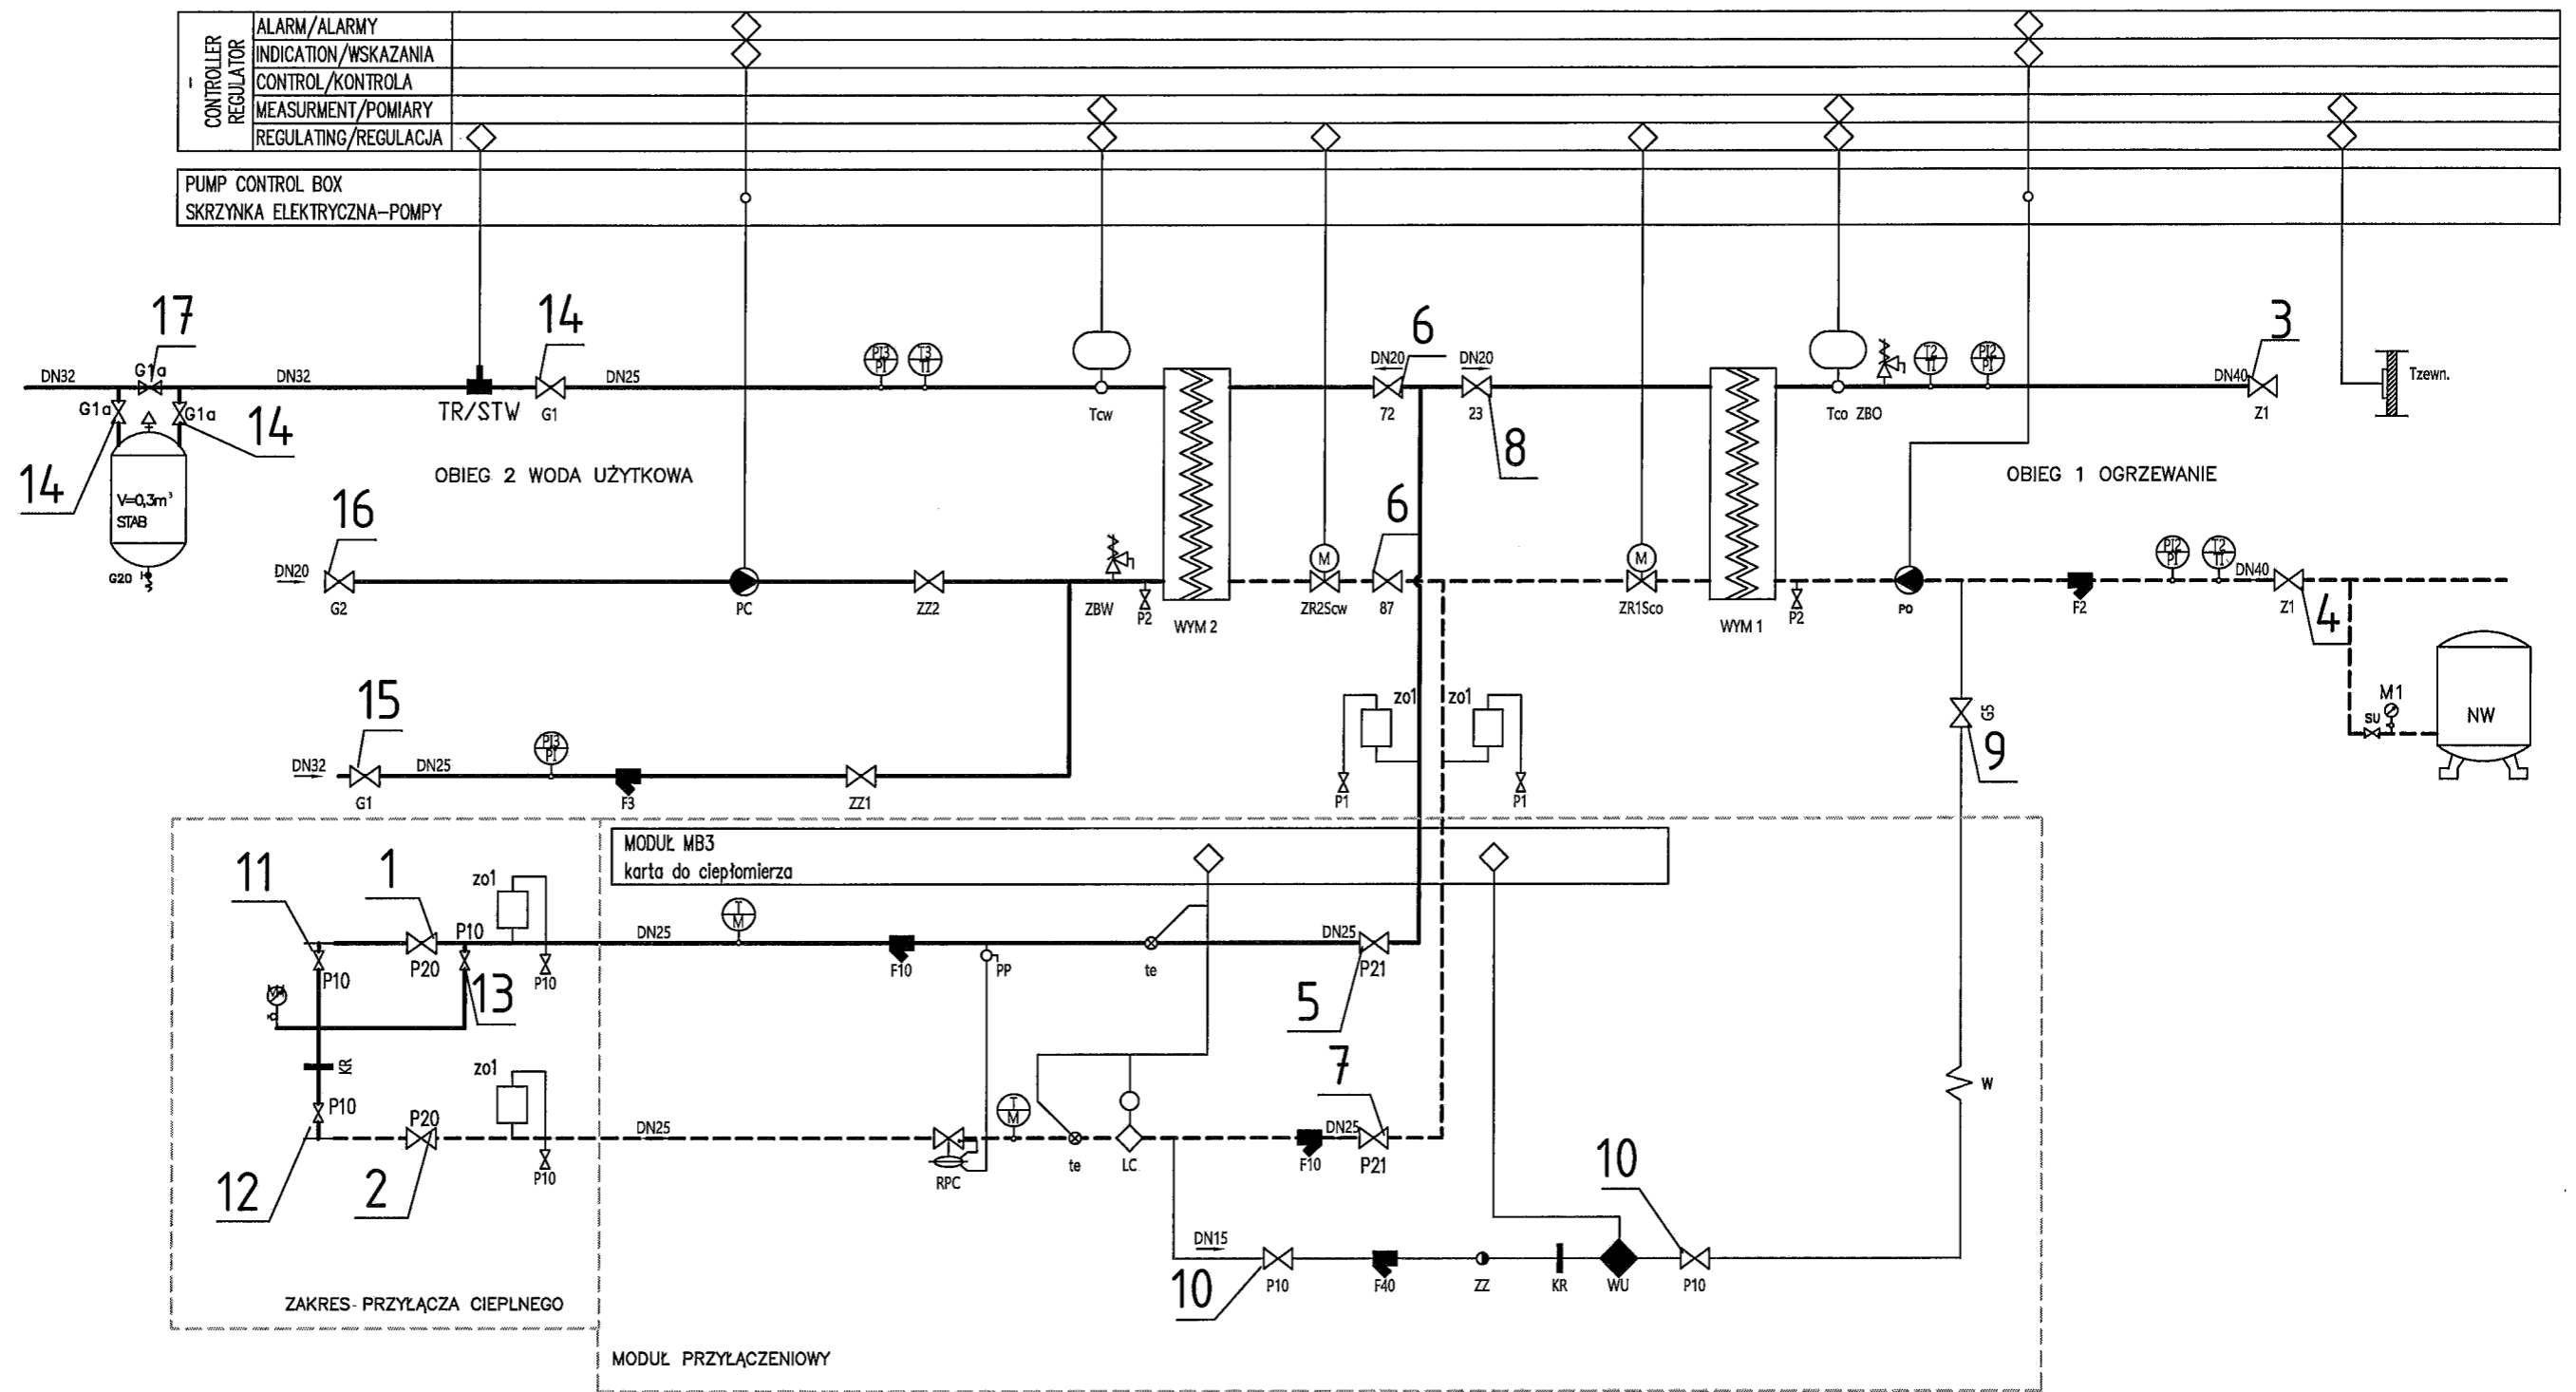 CONTROLLER
REGULATOR
ALARM/ALARMY
INDICATION/WSKAZANIA
CONTROL/KONTROLA
MEASURMENT/POMIARY
REGULATING/REGULACJA
PUMP CONTROL BOX
SKRZYNKA ELEKTRYCZNA-POMPY
17
14
6
3
DN32
G1a
DN32
DN25
PI3
PI
T3
TI
DN20
DN20
T2
TI
PI2
PI
DN40
Tzewn.
G1a
G1a
TR/STW
G1
Tcw
72
23
Tco ZBO
Z1
14
14
8
OBIEG 2 WODA UŻYTKOWA
OBIEG 1 OGRZEWANIE
V=0,3m³
STAB
G20
16
6
DN20
G2
PC
ZZ2
ZBW
P2
WYM 2
M
ZR2Scw
87
M
ZR1Sco
WYM 1
P2
PO
F2
PI2
PI
T2
TI
DN40
Z1
4
15
zo1
zo1
G5
9
M1
SU
NW
DN32
DN25
PI3
PI
G1
F3
ZZ1
P1
P1
MODUŁ MB3
karta do ciepłomierza
11
1
zo1
P10
P20
P10
13
P10
T
M
DN25
F10
PP
te
DN25
P21
5
KR
P10
P20
zo1
12
2
P10
DN25
RPC
T
M
te
LC
F10
DN25
P21
7
W
10
DN15
10
P10
F40
ZZ
KR
WU
P10
ZAKRES- PRZYŁĄCZA CIEPLNEGO
MODUŁ PRZYŁĄCZENIOWY